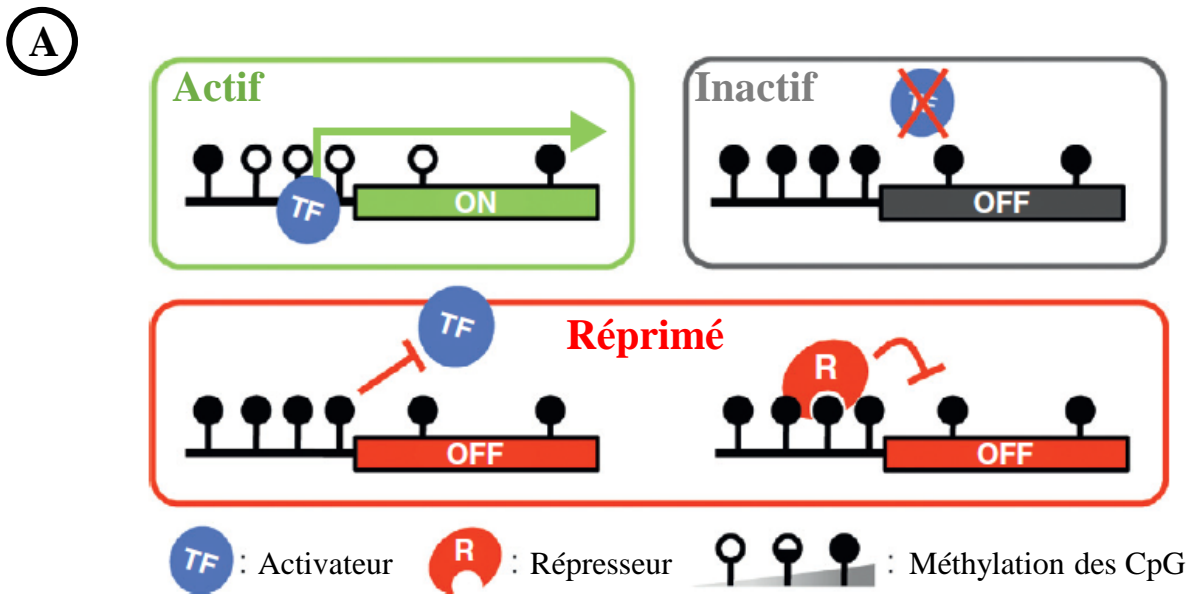 A
Actif
TF
ON
Inactif
TF
OFF
Réprimé
TF
OFF
R
OFF
TF : Activateur
R : Répresseur
: Méthylation des CpG